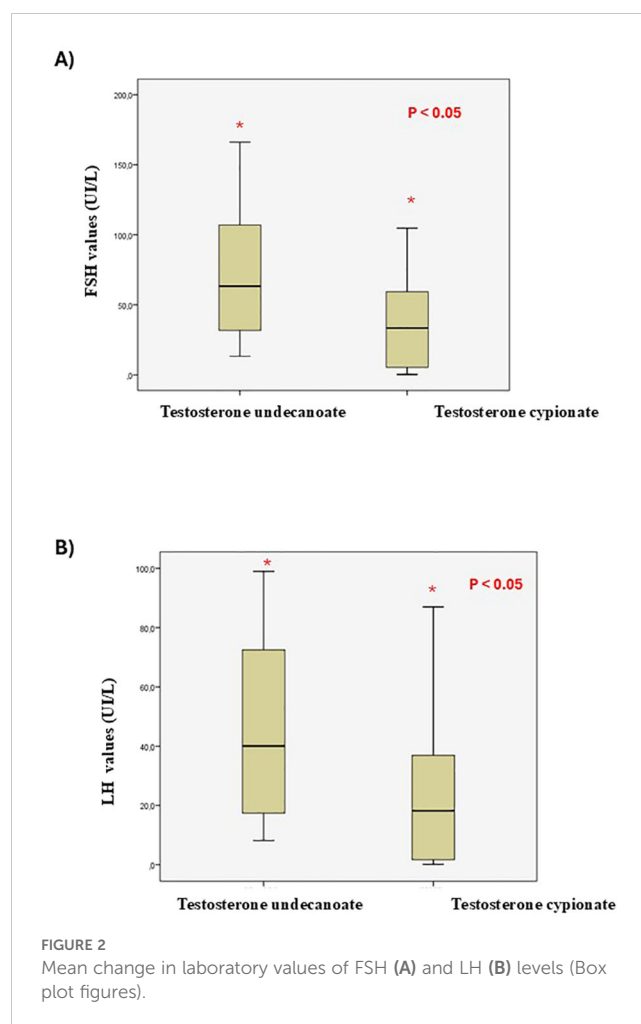 A)
200,0
*
P < 0.05
150,0
*
FSH values (UI/L)
100,0
50,0
,0
Testosterone undecanoate
Testosterone cypionate
B)
100,0
*
P < 0.05
*
80,0
LH values (UI/L)
60,0
40,0
20,0
,0
Testosterone undecanoate
Testosterone cypionate
FIGURE 2
Mean change in laboratory values of FSH (A) and LH (B) levels (Box
plot figures).